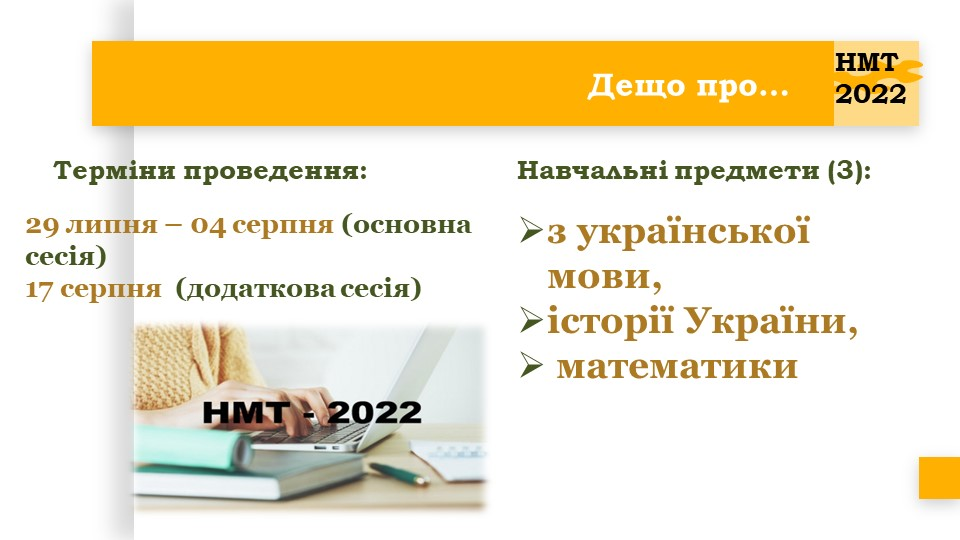 Дещо про…
НМТ
2022
Терміни проведення:
29 липня – 04 серпня (основна
сесія)
17 серпня (додаткова сесія)
НМТ - 2022
Навчальні предмети (3):
з української
мови,
історії України,
математики